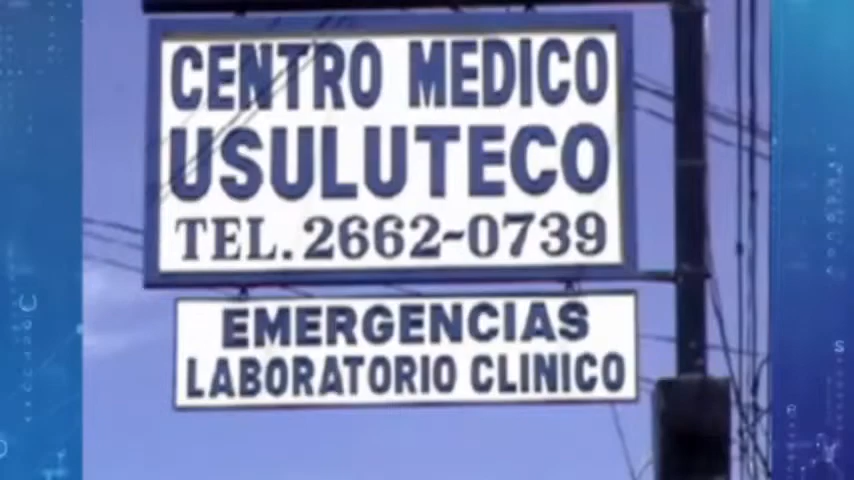 CENTRO MEDICO
USULUTECO
TEL. 2662-0739
EMERGENCIAS
LABORATORIO CLINICO